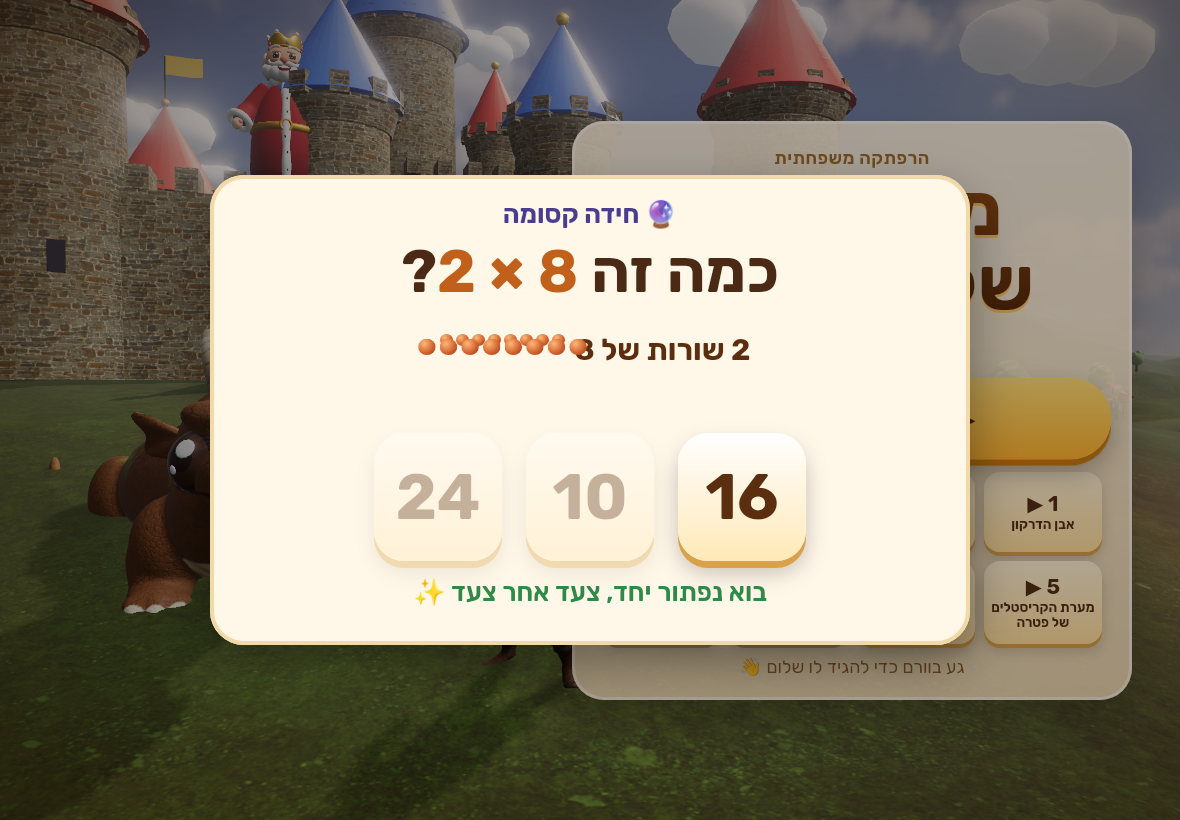 הרפתקה משפחתית
🔮 חידה קסומה
כמה זה 8 × 2?
2 שורות של 8
16 10 24
בוא נפתור יחד, צעד אחר צעד ✨
1 ▶
אבן הדרקון
5 ▶
מערת הקריסטלים
של פטרה
גע בוורם כדי להגיד לו שלום 👋